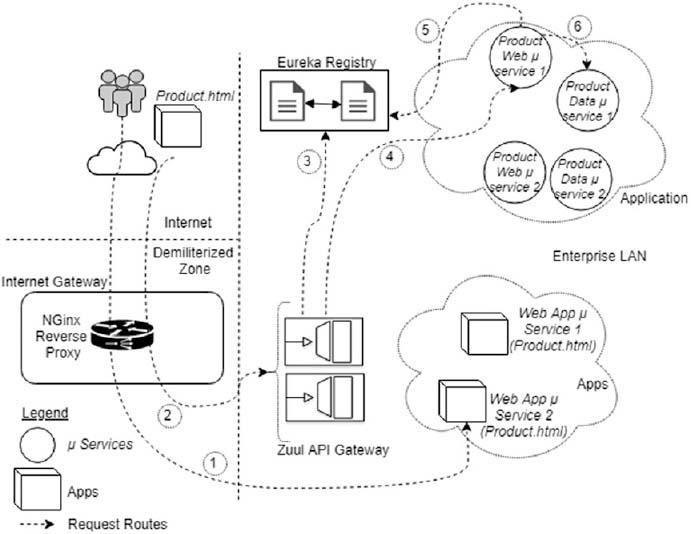 5
6
Eureka Registry
Product
Web µ
service 1
Product.html
Product
Data µ
service 1
3
4
Product
Web µ
service 2
Product
Data µ
service 2
Application
Internet
Demiliterized
Zone
Enterprise LAN
Internet Gateway
NGinx
Reverse
Proxy
Web App µ
Service 1
(Product.html)
Apps
Web App µ
Service 2
(Product.html)
2
Legend
µ Services
Zuul API Gateway
1
Apps
Request Routes